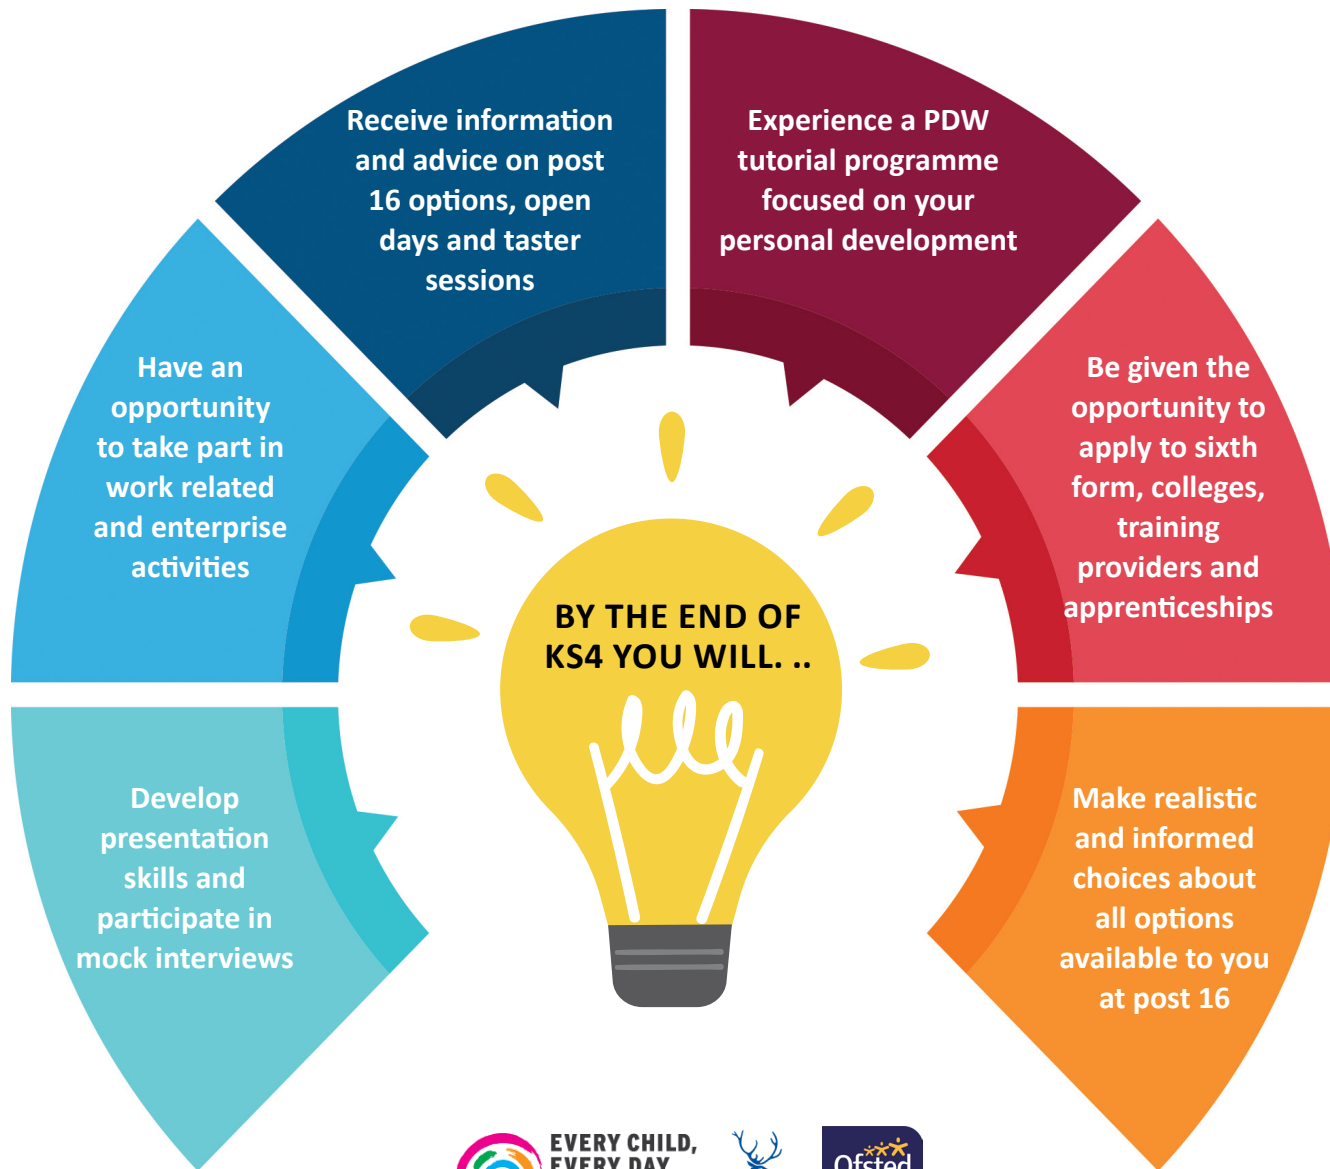 Receive information
and advice on post
16 options, open
days and taster
sessions
Experience a PDW
tutorial programme
focused on your
personal development
Have an
opportunity
to take part in
work related
and enterprise
activities
Be given the
opportunity to
apply to sixth
form, colleges,
training
providers and
apprenticeships
BY THE END OF
KS4 YOU WILL. ..
Develop
presentation
skills and
participate in
mock interviews
Make realistic
and informed
choices about
all options
available to you
at post 16
EVERY CHILD,
EVERY DAY
Ofsted